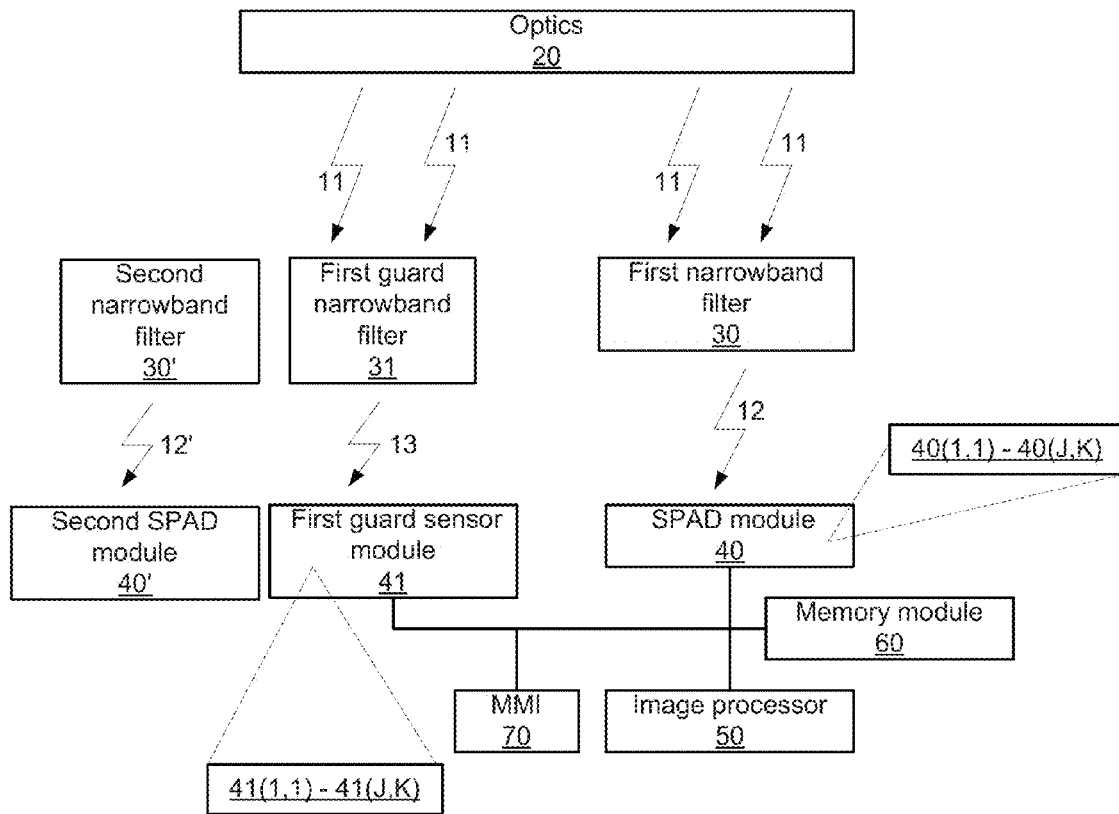 Optics
20
11
11
11
11
Second
narrowband
filter
30'
First guard
narrowband
filter
31
First narrowband
filter
30
12'
13
12
40(1,1) - 40(J,K)
Second SPAD
module
40'
First guard sensor
module
41
SPAD module
40
Memory module
60
MMI
70
Image processor
50
41(1,1) - 41(J,K)